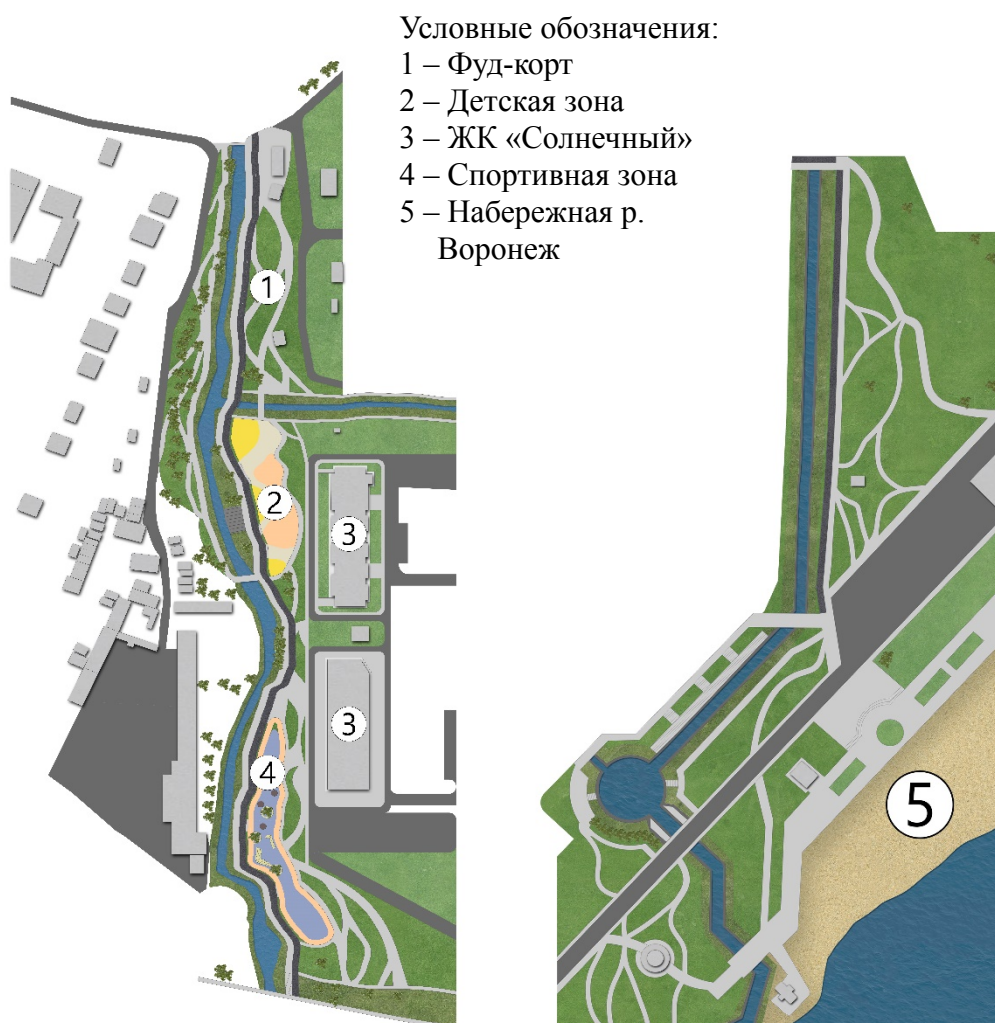 Условные обозначения:
1 – Фуд-корт
2 – Детская зона
3 – ЖК «Солнечный»
4 – Спортивная зона
5 – Набережная р.
Воронеж
1
2
3
3
4
5